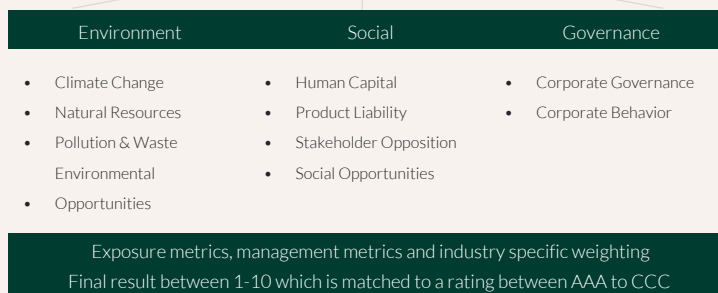 Environment
Social
Governance
• Climate Change
• Natural Resources
• Pollution & Waste
Environmental
• Opportunities
• Human Capital
• Product Liability
• Stakeholder Opposition
• Social Opportunities
• Corporate Governance
• Corporate Behavior
Exposure metrics, management metrics and industry specific weighting
Final result between 1-10 which is matched to a rating between AAA to CCC